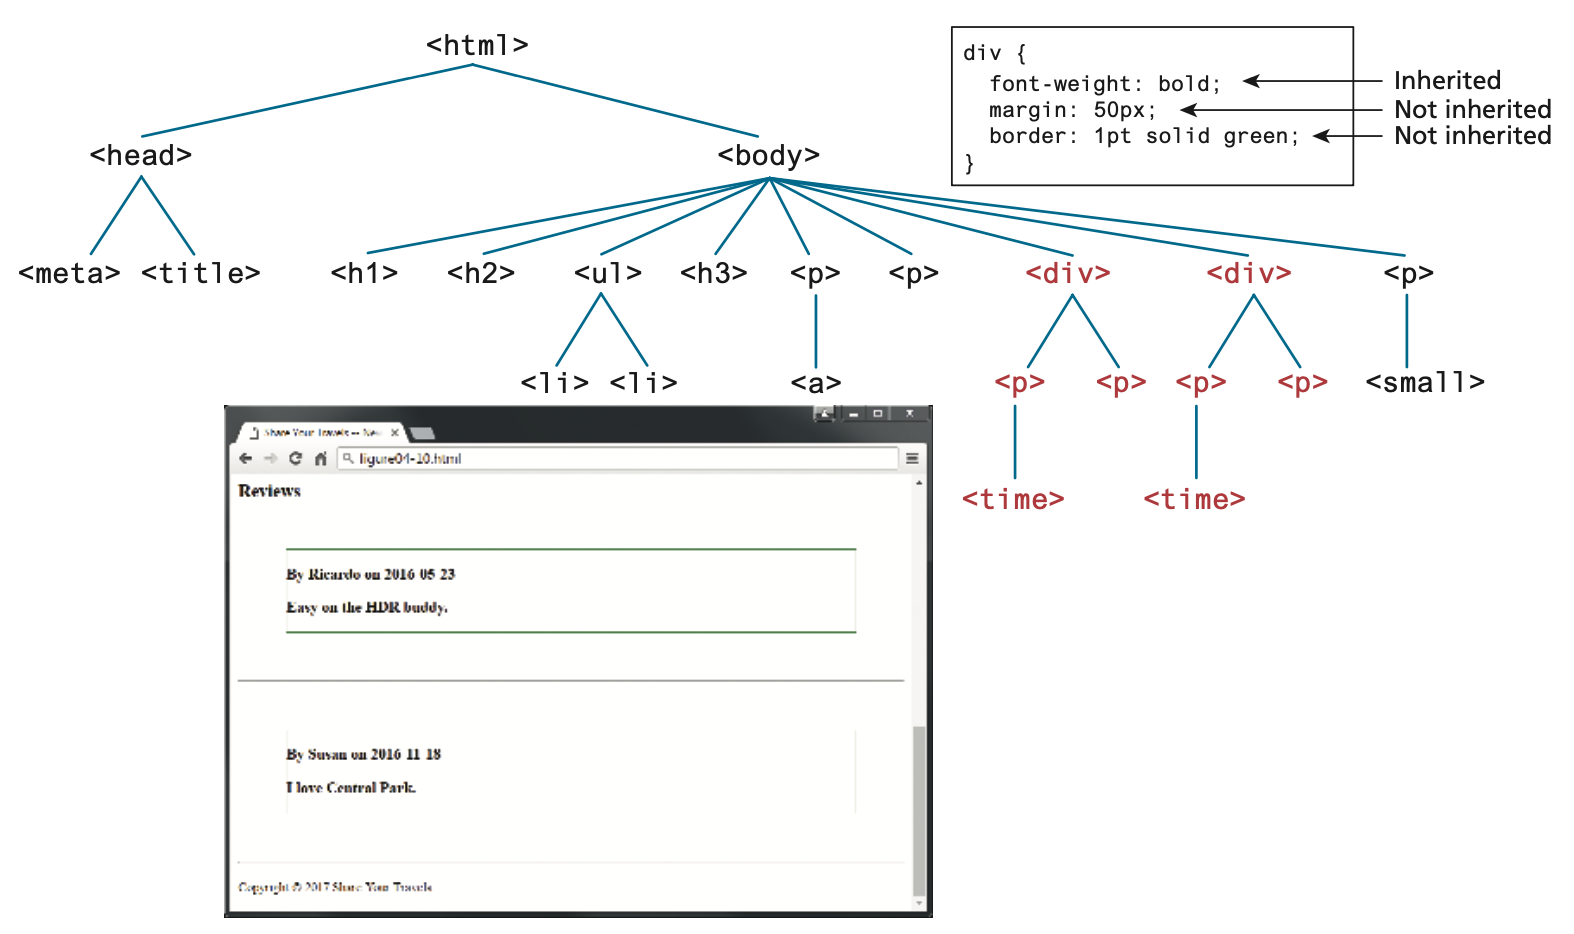 <html>
<head>
<body>
<meta> <title>
<h1> <h2> <ul> <h3> <p> <p> <div> <div> <p>
<li> <li> <a> <p> <p> <p> <p> <small>
<time> <time>
div {
font-weight: bold;
margin: 50px;
border: 1pt solid green;
}
Inherited
Not inherited
Not inherited
Share Your Travels -- New
figure04-10.html
Reviews
By Ricardo on 2016-05-23
Easy on the HDR buddy.
By Susan on 2016-11-18
I love Central Park.
Copyright © 2017 Share Your Travels